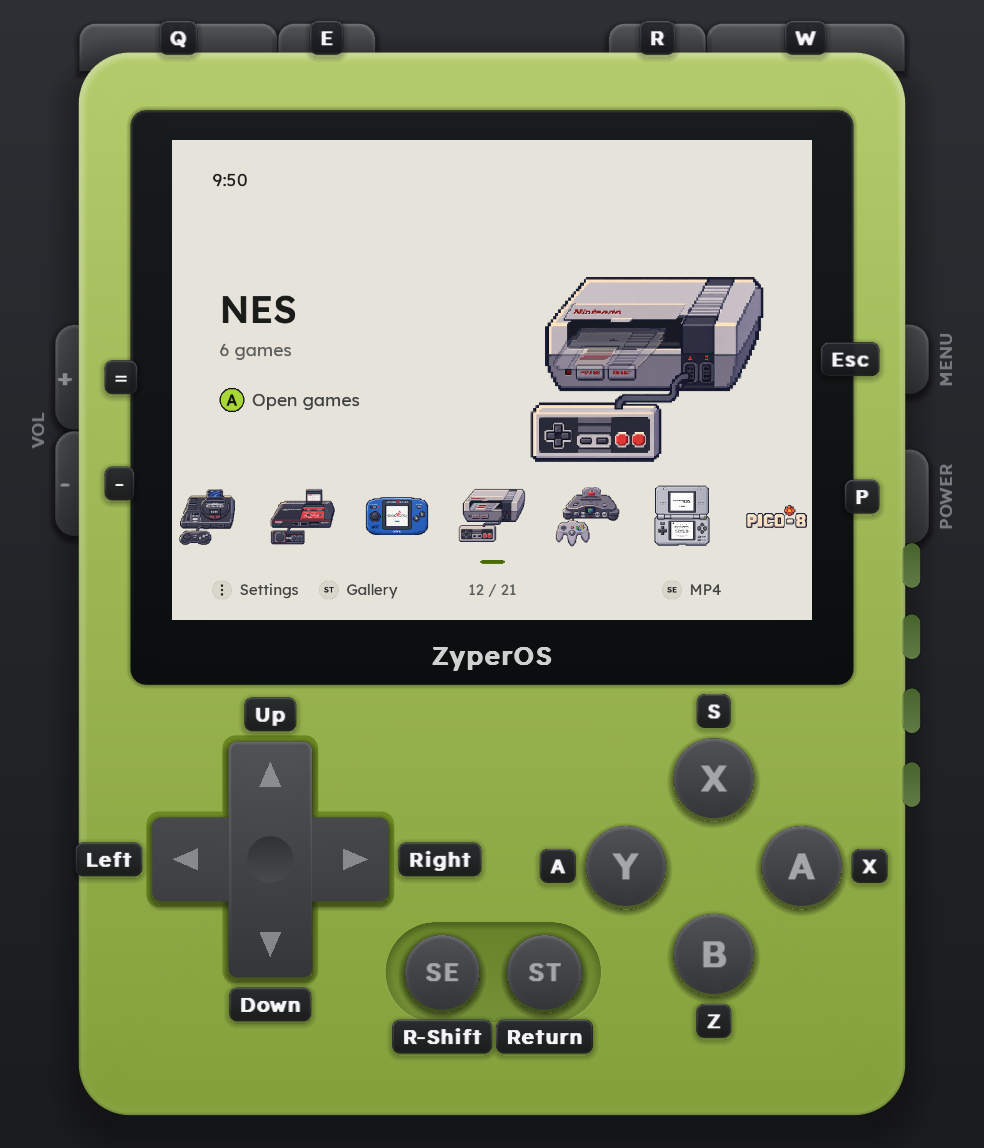 Q
E
R
W
9:50
NES
6 games
A Open games
Nintendo
PICO-8
Settings
ST Gallery
12 / 21
SE MP4
ZyperOS
VOL
+
=
-
-
Esc
MENU
P
POWER
Up
Left
Right
Down
S
X
A
Y
A
X
B
Z
SE
ST
R-Shift
Return